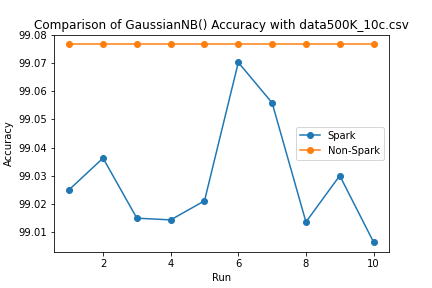 Comparison of GaussianNB() Accuracy with data500K_10c.csv
99.08
99.07
99.06
99.05
99.04
99.03
99.02
99.01
Accuracy
Spark
Non-Spark
2
4
6
8
10
Run